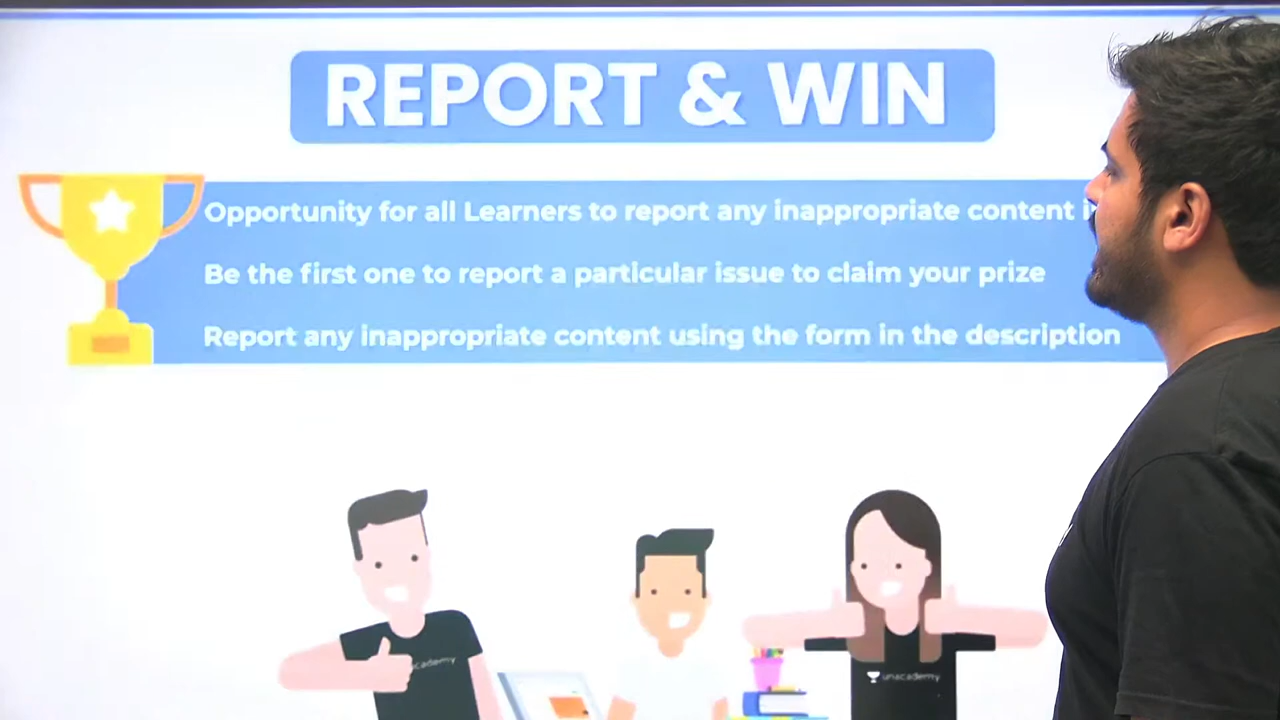 REPORT & WIN
Opportunity for all Learners to report any inappropriate content
Be the first one to report a particular issue to claim your prize
Report any inappropriate content using the form in the description
unacademy